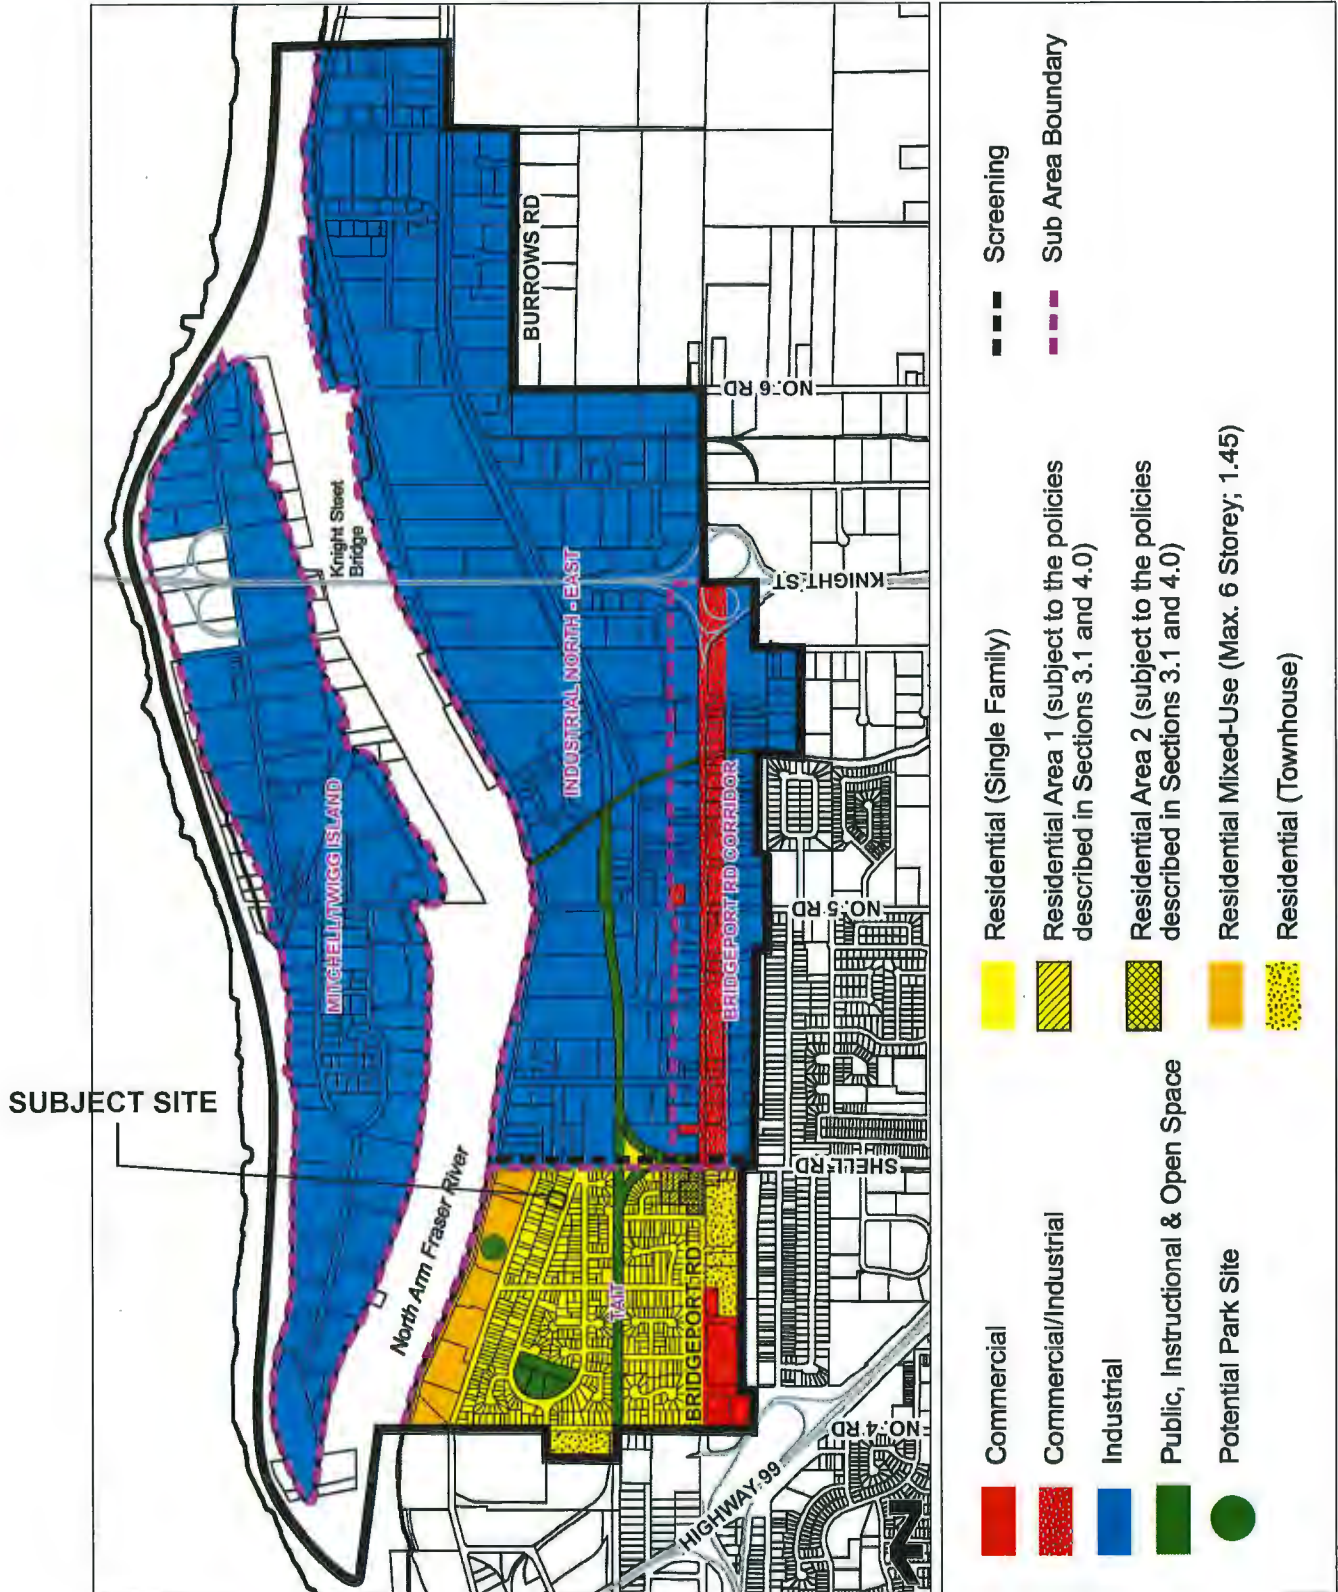 SUBJECT SITE
BURROWS RD
NO. 6 RD
Knight Steet
Bridge
KNIGHT ST
INDUSTRIAL NORTH - EAST
MITCHELL/TWIGG ISLAND
BRIDGEPORT RD CORRIDOR
NO. 5 RD
SHELL RD
North Arm Fraser River
TAIT
BRIDGEPORT RD
NO. 4 RD
HIGHWAY 99
Commercial
Commercial/Industrial
Industrial
Public, Instructional & Open Space
Potential Park Site
Residential (Single Family)
Residential Area 1 (subject to the policies
described in Sections 3.1 and 4.0)
Residential Area 2 (subject to the policies
described in Sections 3.1 and 4.0)
Residential Mixed-Use (Max. 6 Storey; 1.45)
Residential (Townhouse)
Screening
Sub Area Boundary